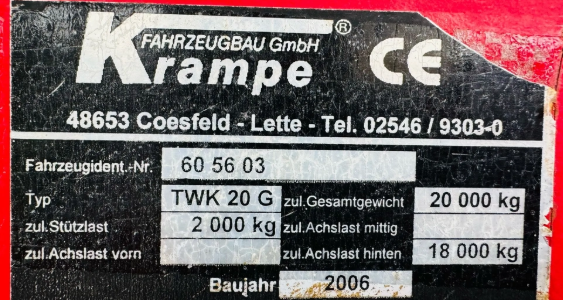 FAHRZEUGBAU GmbH ®
Krampe CE
48653 Coesfeld - Lette - Tel. 02546 / 9303-0
Fahrzeugident.-Nr. 60 56 03
Typ TWK 20 G zul.Gesamtgewicht 20 000 kg
zul.Stützlast 2 000 kg zul.Achslast mittig
zul.Achslast vorn zul.Achslast hinten 18 000 kg
Baujahr 2006